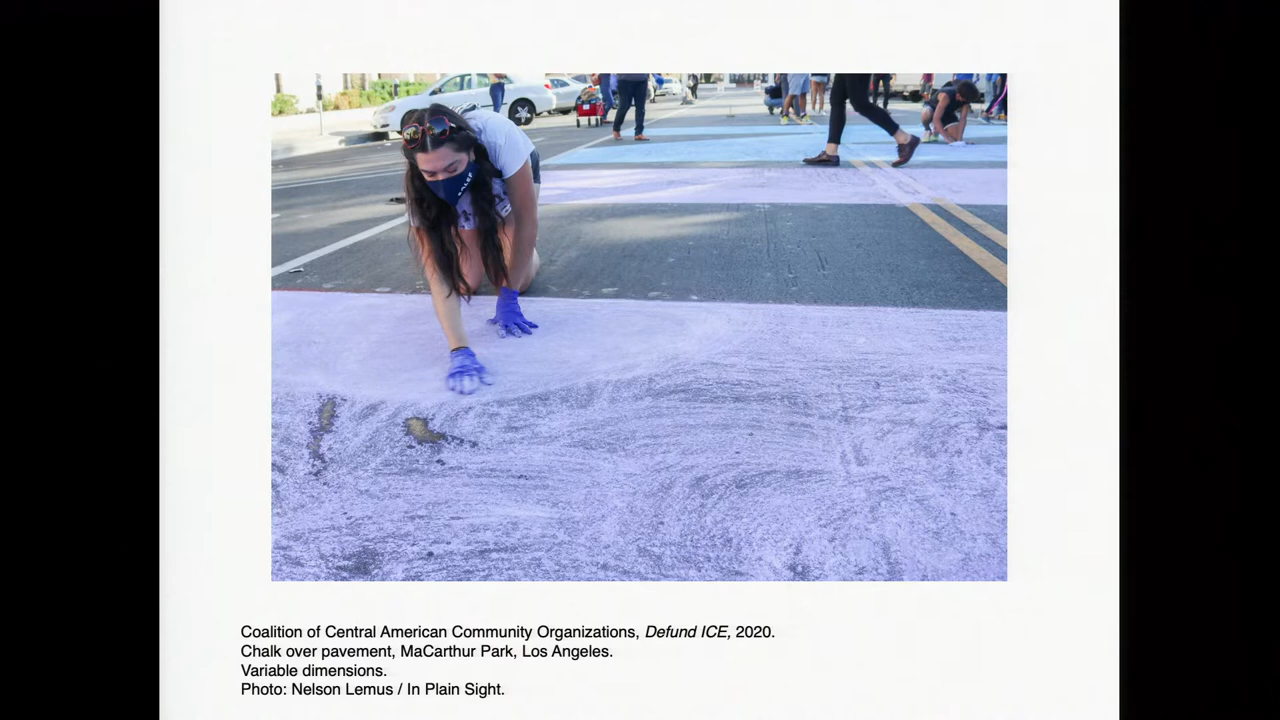 SALEF
Coalition of Central American Community Organizations, Defund ICE, 2020.
Chalk over pavement, MaCarthur Park, Los Angeles.
Variable dimensions.
Photo: Nelson Lemus / In Plain Sight.